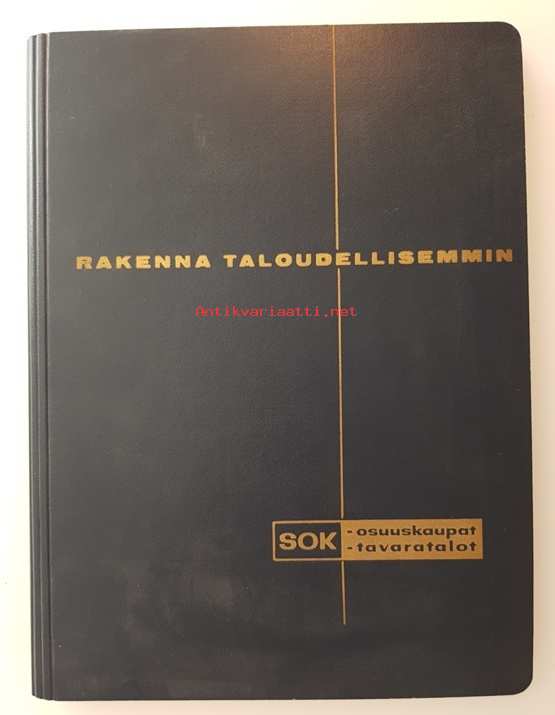 RAKENNA TALOUDELLISEMMIN
Antikvariaatti.net
SOK -osuuskaupat
-tavaratalot